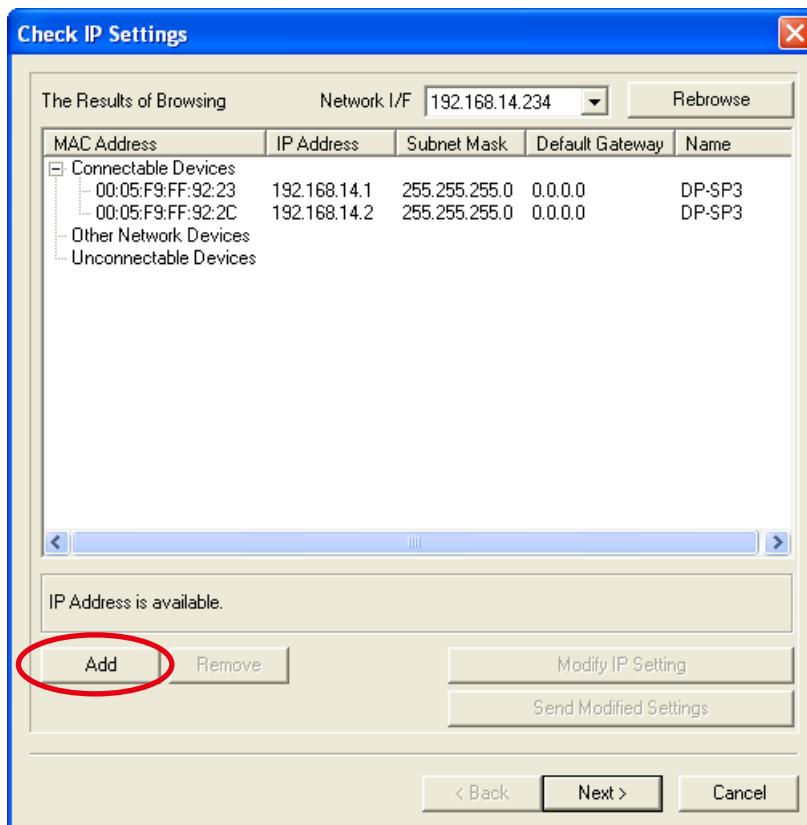 Check IP Settings
The Results of Browsing Network I/F 192.168.14.234 Rebrowse
MAC Address IP Address Subnet Mask Default Gateway Name
Connectable Devices
00:05:F9:FF:92:23 192.168.14.1 255.255.255.0 0.0.0.0 DP-SP3
00:05:F9:FF:92:2C 192.168.14.2 255.255.255.0 0.0.0.0 DP-SP3
Other Network Devices
Unconnectable Devices
IP Address is available.
Add Remove Modify IP Setting
Send Modified Settings
< Back Next > Cancel